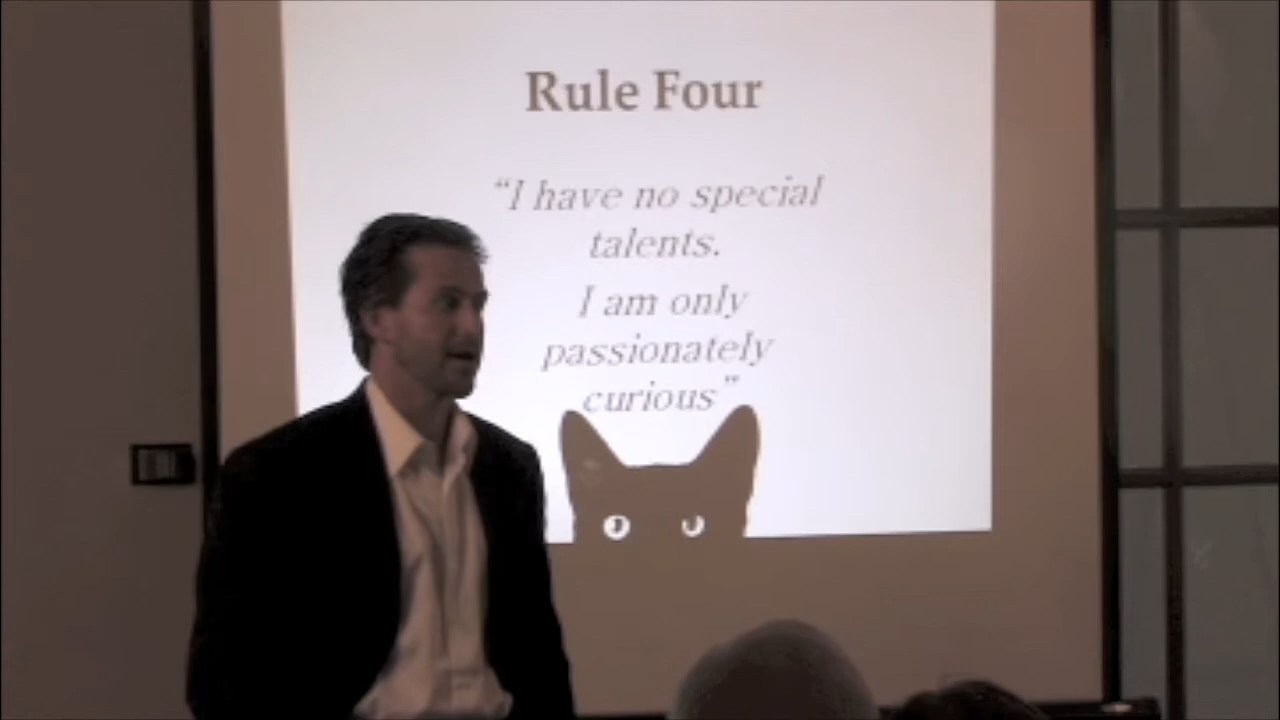 Rule Four
“I have no special
talents.
I am only
passionately
curious”